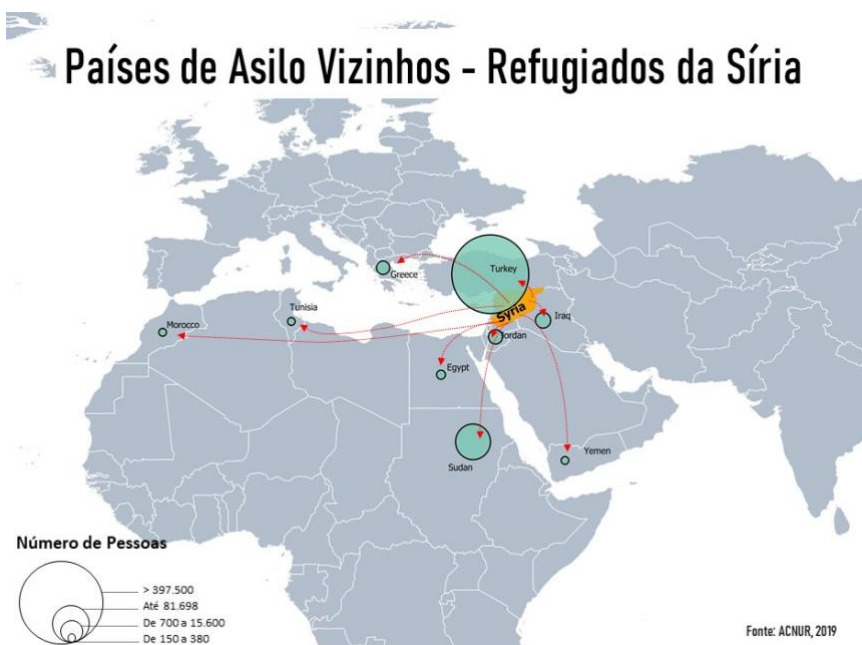 Países de Asilo Vizinhos - Refugiados da Síria
Turkey
Greece
Syria
Iraq
Jordan
Tunisia
Morocco
Egypt
Sudan
Yemen
Número de Pessoas
> 397.500
Até 81.698
De 700 a 15.600
De 150 a 380
Fonte: ACNUR, 2019